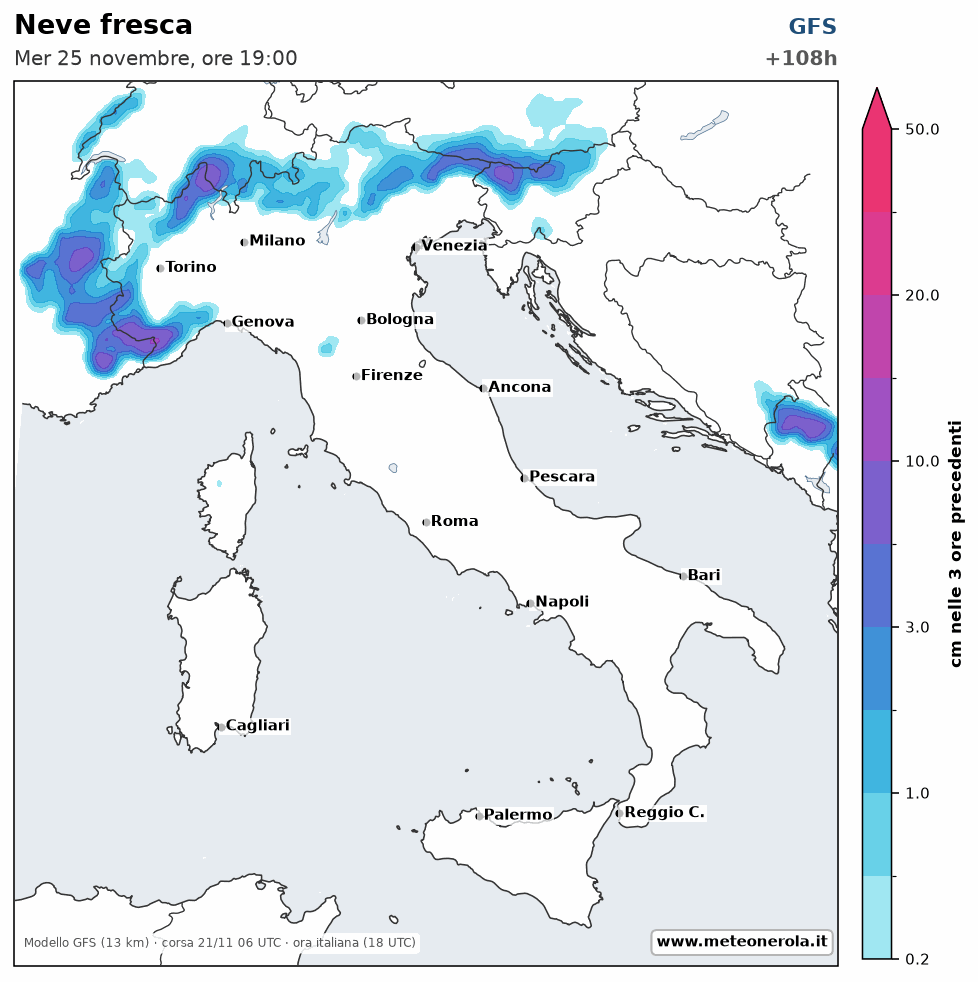 Neve fresca
GFS
Mer 25 novembre, ore 19:00
+108h
50.0
20.0
10.0
3.0
1.0
0.2
cm nelle 3 ore precedenti
Milano
Venezia
Torino
Genova
Bologna
Firenze
Ancona
Pescara
Roma
Bari
Napoli
Cagliari
Palermo
Reggio C.
Modello GFS (13 km) · corsa 21/11 06 UTC · ora italiana (18 UTC)
www.meteonerola.it